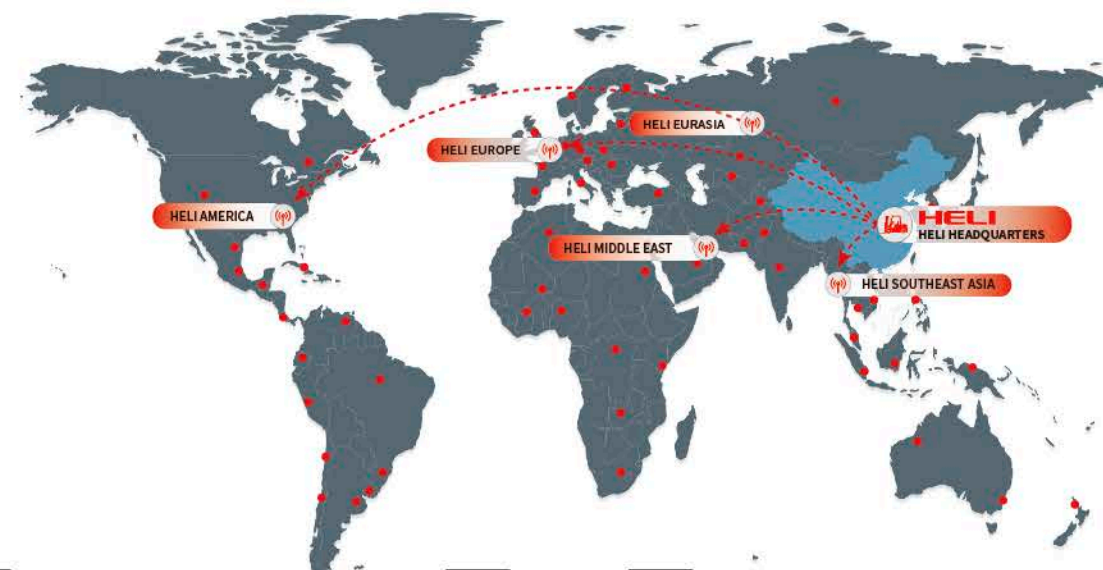 HELI EURASIA
HELI EUROPE
HELI AMERICA
HELI
HELI HEADQUARTERS
HELI MIDDLE EAST
HELI SOUTHEAST ASIA